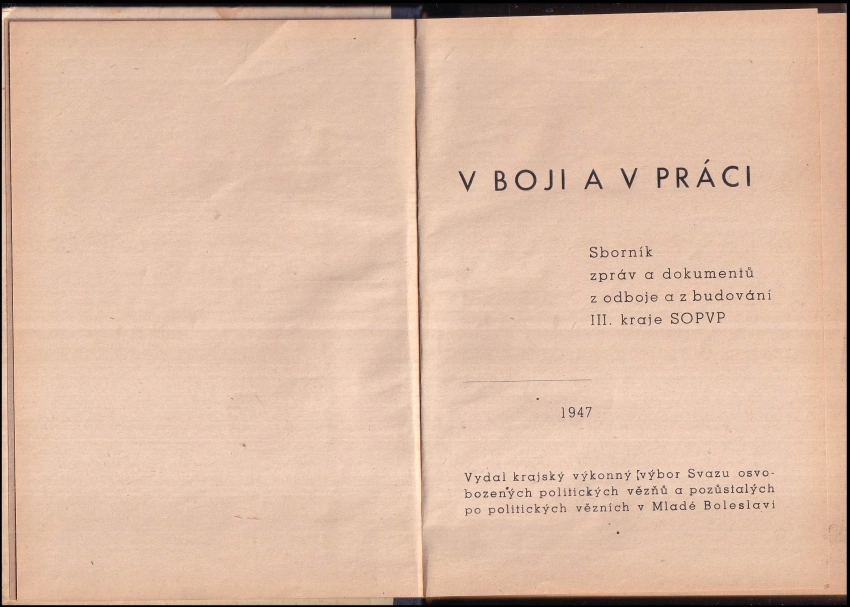 V BOJI A V PRÁCI
Sborník
zpráv a dokumentů
z odboje a z budování
III. kraje SOPVP
1947
Vydal krajský výkonný výbor Svazu osvo-
bozených politických vězňů a pozůstalých
po politických vězních v Mladé Boleslavi